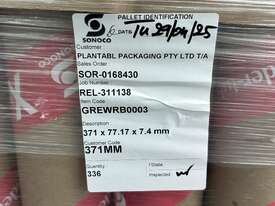 PALLET IDENTIFICATION
SONOCO
DATE: 29/04/25
Customer
PLANTABL PACKAGING PTY LTD T/A
Sales Order
SOR-0168430
Job Number
REL-311138
Item Code
GREWRB0003
Description
371 x 77.17 x 7.4 mm
Customer Code
371MM
Quantity
336
Inspected